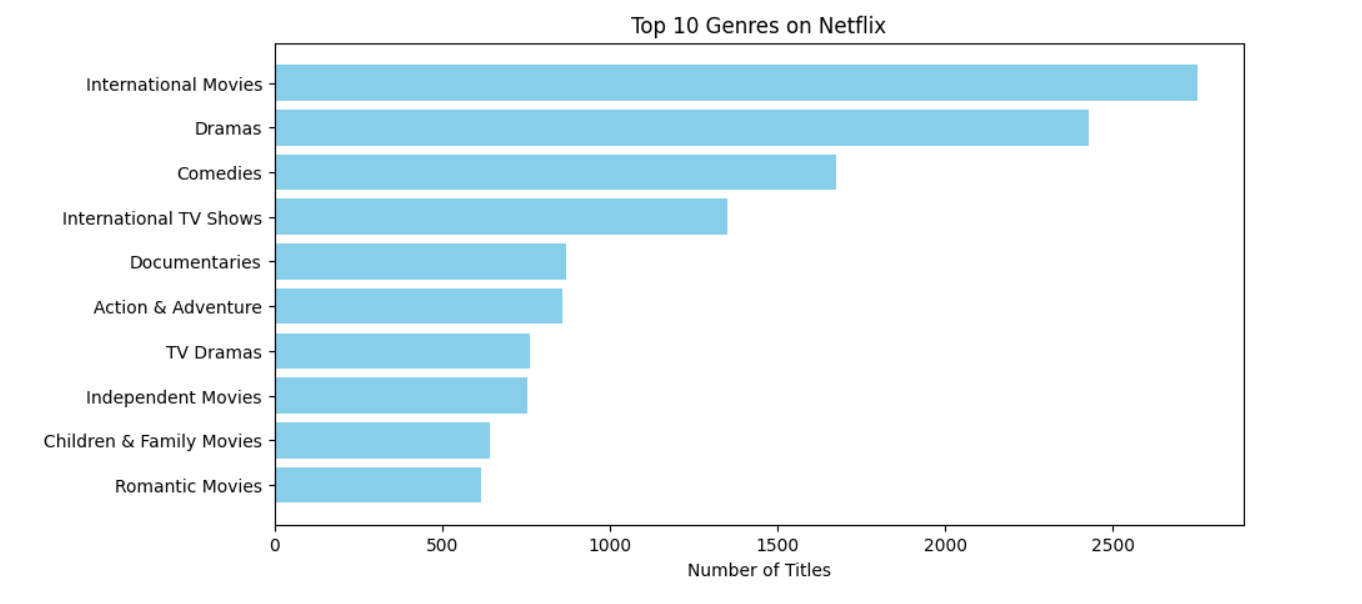 Top 10 Genres on Netflix
International Movies
Dramas
Comedies
International TV Shows
Documentaries
Action & Adventure
TV Dramas
Independent Movies
Children & Family Movies
Romantic Movies
0 500 1000 1500 2000 2500
Number of Titles